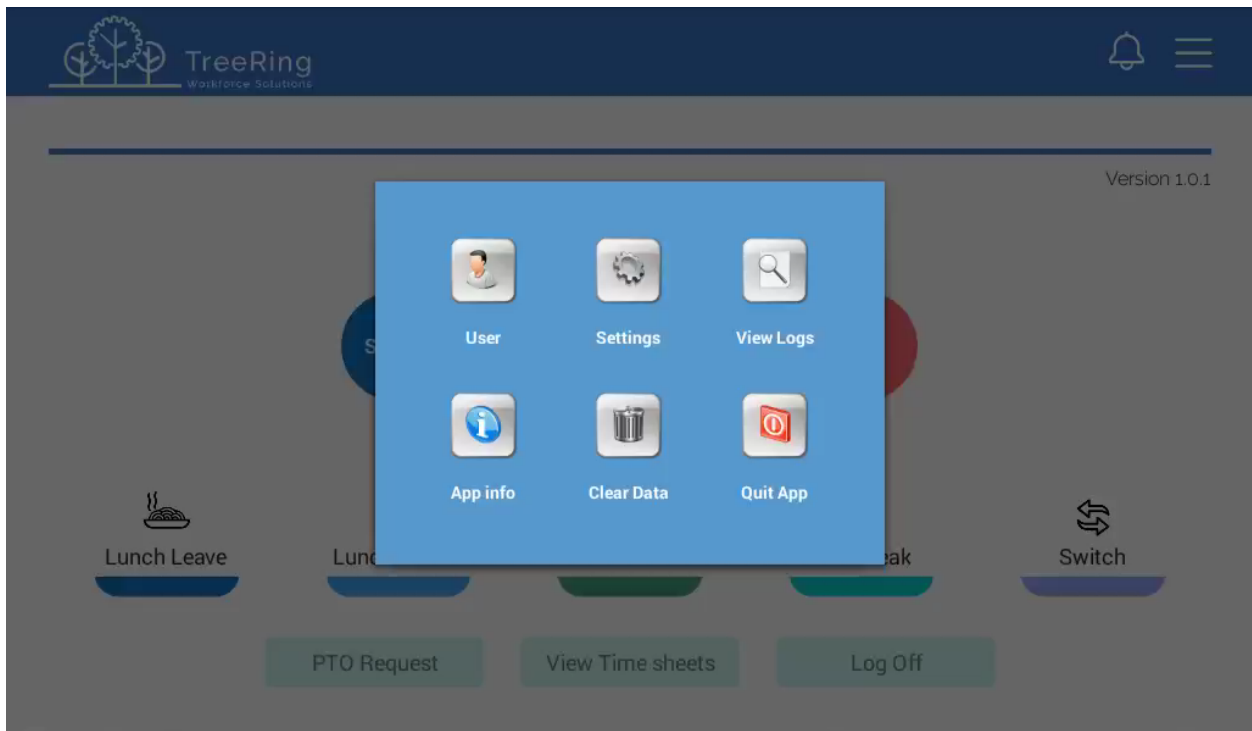 TreeRing
Workforce Solutions
Version 1.0.1
User
Settings
View Logs
App info
Clear Data
Quit App
Lunch Leave
Switch
PTO Request
View Time sheets
Log Off